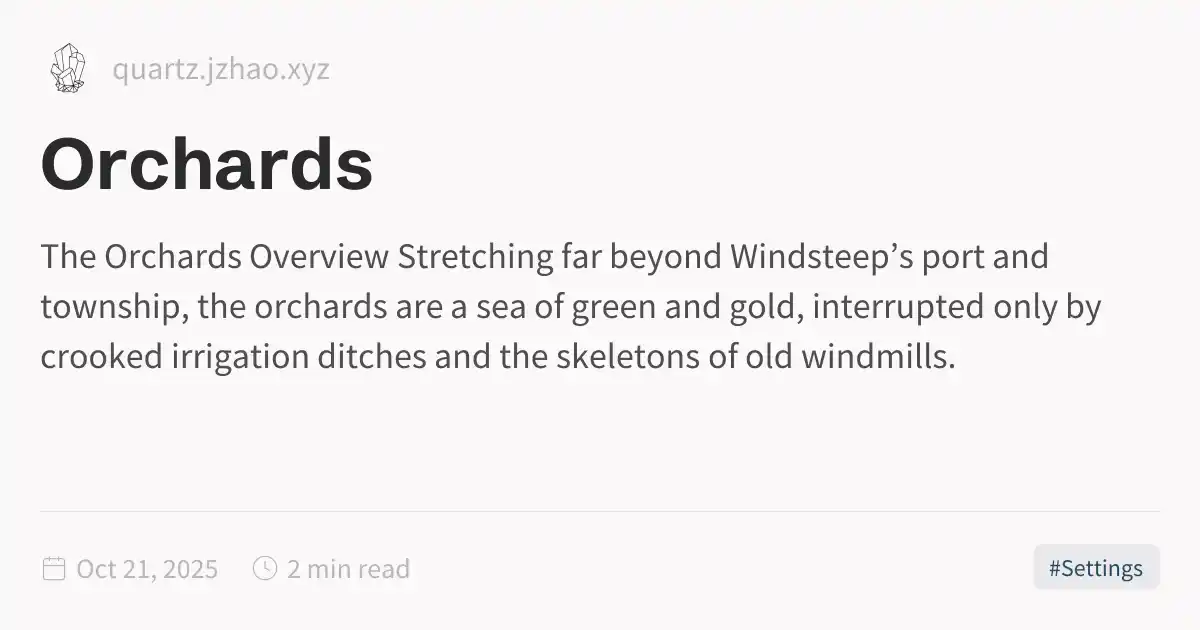 quartz.jzhao.xyz
Orchards
The Orchards Overview Stretching far beyond Windsteep’s port and
township, the orchards are a sea of green and gold, interrupted only by
crooked irrigation ditches and the skeletons of old windmills.
Oct 21, 2025 2 min read #Settings